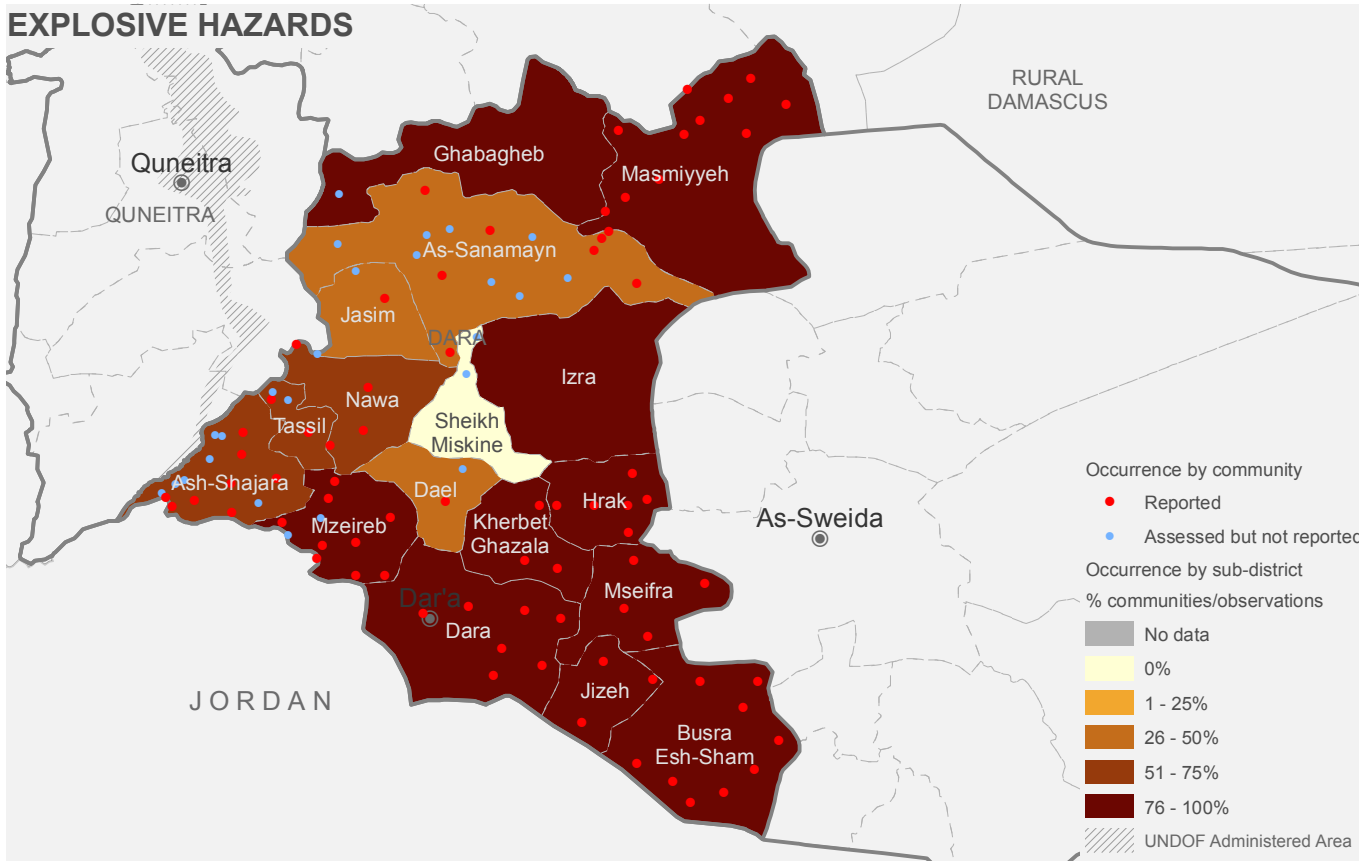 EXPLOSIVE HAZARDS
RURAL
DAMASCUS
Quneitra
QUNEITRA
Ghabagheb
Masmiyyeh
As-Sanamayn
Jasim
DARA
Izra
Nawa
Sheikh
Miskine
Tassil
Ash-Shajara
Dael
Hrak
Mzeireb
Kherbet
Ghazala
As-Sweida
Mseifra
Dar'a
Dara
Jizeh
JORDAN
Busra
Esh-Sham
Occurrence by community
Reported
Assessed but not reported
Occurrence by sub-district
% communities/observations
No data
0%
1 - 25%
26 - 50%
51 - 75%
76 - 100%
UNDOF Administered Area